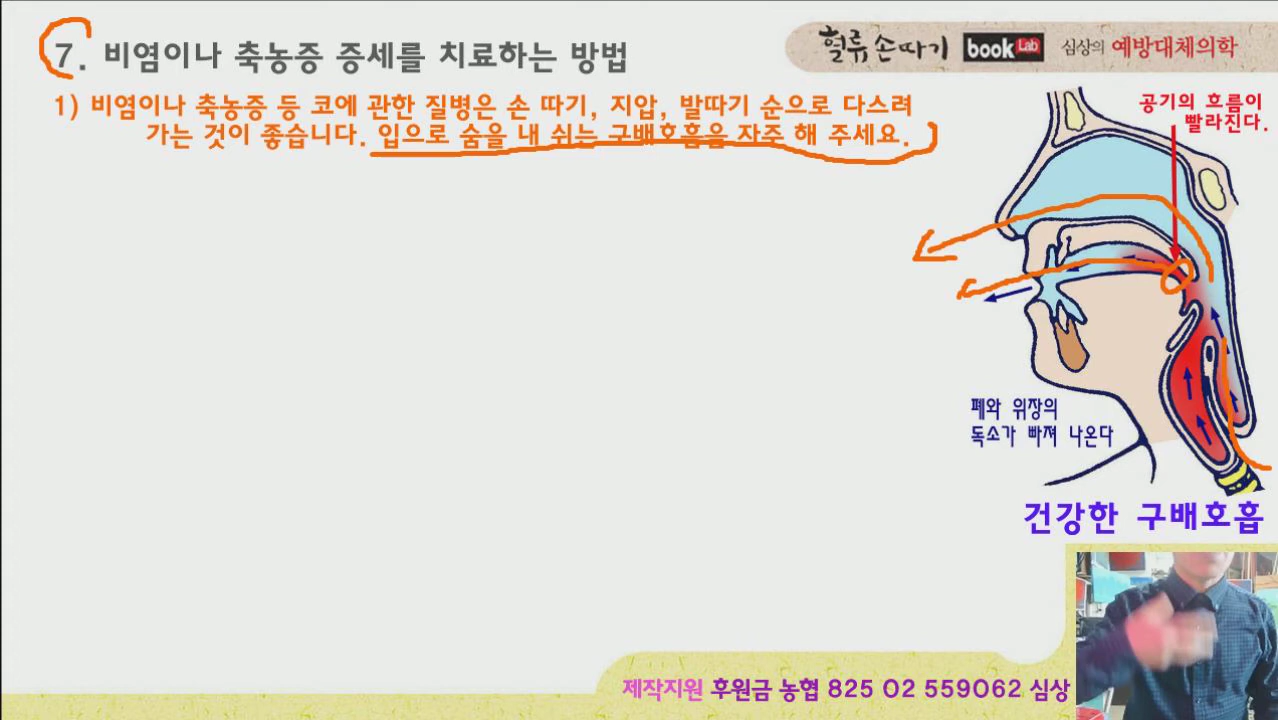 7. 비염이나 축농증 증세를 치료하는 방법
혈류 손따기 book Lab 심상의 예방대체의학
1) 비염이나 축농증 등 코에 관한 질병은 손 따기, 지압, 발따기 순으로 다스려
가는 것이 좋습니다. 입으로 숨을 내 쉬는 구배호흡을 자주 해 주세요.
공기의 흐름이
빨라진다.
폐와 위장의
독소가 빠져 나온다
건강한 구배호흡
제작지원 후원금 농협 825 02 559062 심상